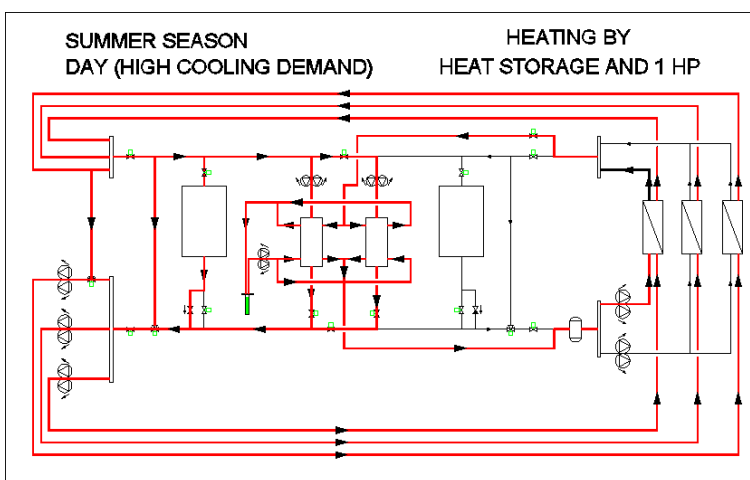 SUMMER SEASON
DAY (HIGH COOLING DEMAND)
HEATING BY
HEAT STORAGE AND 1 HP